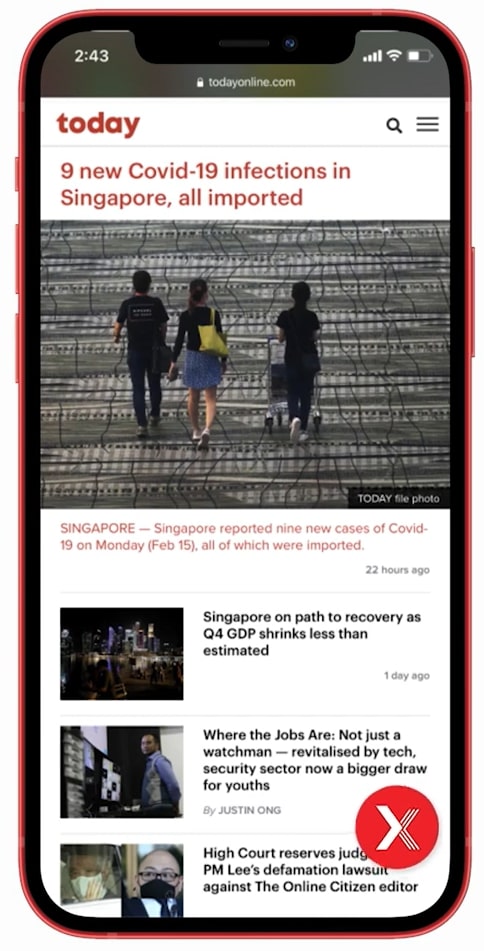 2:43
todayonline.com
today
9 new Covid-19 infections in
Singapore, all imported
TODAY file photo
SINGAPORE — Singapore reported nine new cases of Covid-
19 on Monday (Feb 15), all of which were imported.
22 hours ago
Singapore on path to recovery as
Q4 GDP shrinks less than
estimated
1 day ago
Where the Jobs Are: Not just a
watchman — revitalised by tech,
security sector now a bigger draw
for youths
By JUSTIN ONG
X
High Court reserves
PM Lee's defamation lawsuit
against The Online Citizen editor